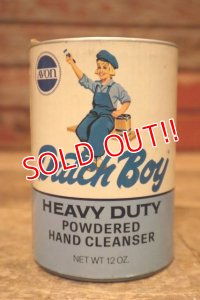 AVON
SOLD OUT!!
Dutch Boy
HEAVY DUTY
POWDERED
HAND CLEANSER
NET WT 12 OZ.